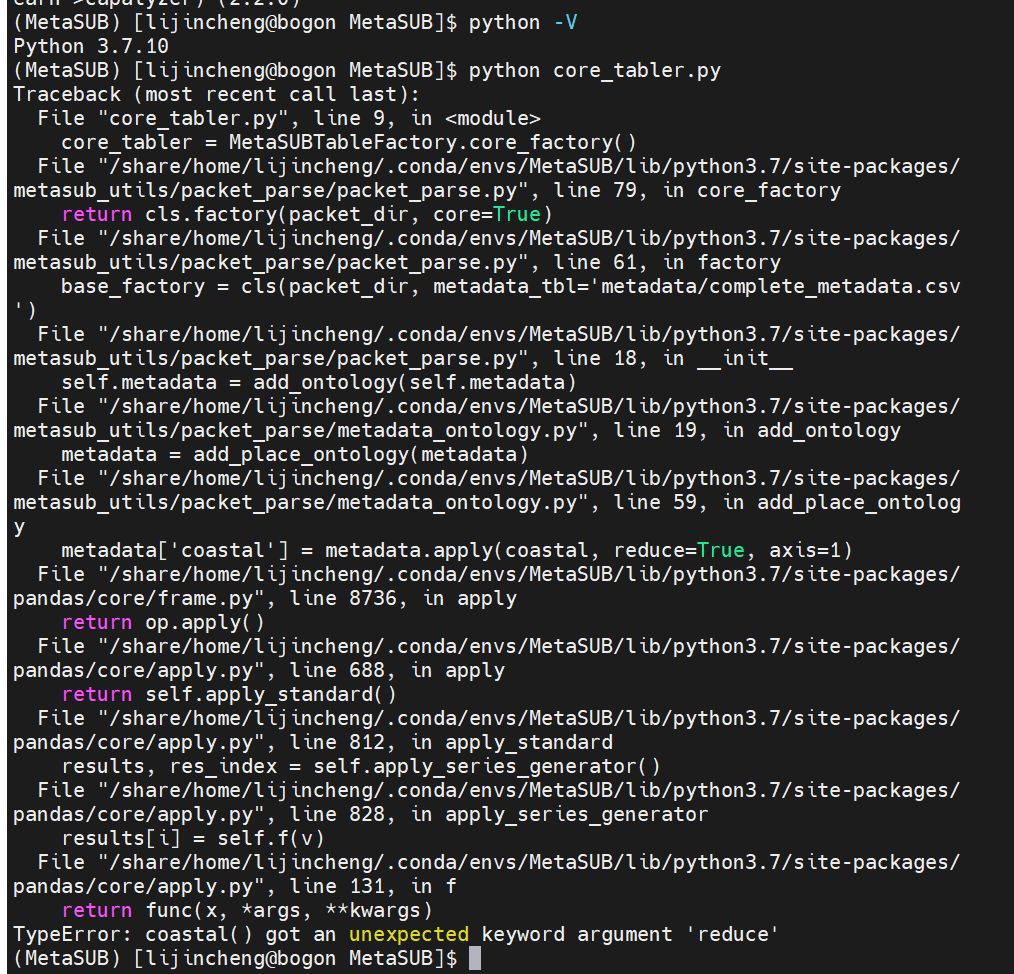 earn->capalyzer) (2.2.0)
(MetaSUB) [lijincheng@bogon MetaSUB]$ python -V
Python 3.7.10
(MetaSUB) [lijincheng@bogon MetaSUB]$ python core_tabler.py
Traceback (most recent call last):
  File "core_tabler.py", line 9, in <module>
    core_tabler = MetaSUBTableFactory.core_factory()
  File "/share/home/lijincheng/.conda/envs/MetaSUB/lib/python3.7/site-packages/
metasub_utils/packet_parse/packet_parse.py", line 79, in core_factory
    return cls.factory(packet_dir, core=True)
  File "/share/home/lijincheng/.conda/envs/MetaSUB/lib/python3.7/site-packages/
metasub_utils/packet_parse/packet_parse.py", line 61, in factory
    base_factory = cls(packet_dir, metadata_tbl='metadata/complete_metadata.csv
')
  File "/share/home/lijincheng/.conda/envs/MetaSUB/lib/python3.7/site-packages/
metasub_utils/packet_parse/packet_parse.py", line 18, in __init__
    self.metadata = add_ontology(self.metadata)
  File "/share/home/lijincheng/.conda/envs/MetaSUB/lib/python3.7/site-packages/
metasub_utils/packet_parse/metadata_ontology.py", line 19, in add_ontology
    metadata = add_place_ontology(metadata)
  File "/share/home/lijincheng/.conda/envs/MetaSUB/lib/python3.7/site-packages/
metasub_utils/packet_parse/metadata_ontology.py", line 59, in add_place_ontolog
y
    metadata['coastal'] = metadata.apply(coastal, reduce=True, axis=1)
  File "/share/home/lijincheng/.conda/envs/MetaSUB/lib/python3.7/site-packages/
pandas/core/frame.py", line 8736, in apply
    return op.apply()
  File "/share/home/lijincheng/.conda/envs/MetaSUB/lib/python3.7/site-packages/
pandas/core/apply.py", line 688, in apply
    return self.apply_standard()
  File "/share/home/lijincheng/.conda/envs/MetaSUB/lib/python3.7/site-packages/
pandas/core/apply.py", line 812, in apply_standard
    results, res_index = self.apply_series_generator()
  File "/share/home/lijincheng/.conda/envs/MetaSUB/lib/python3.7/site-packages/
pandas/core/apply.py", line 828, in apply_series_generator
    results[i] = self.f(v)
  File "/share/home/lijincheng/.conda/envs/MetaSUB/lib/python3.7/site-packages/
pandas/core/apply.py", line 131, in f
    return func(x, *args, **kwargs)
TypeError: coastal() got an unexpected keyword argument 'reduce'
(MetaSUB) [lijincheng@bogon MetaSUB]$